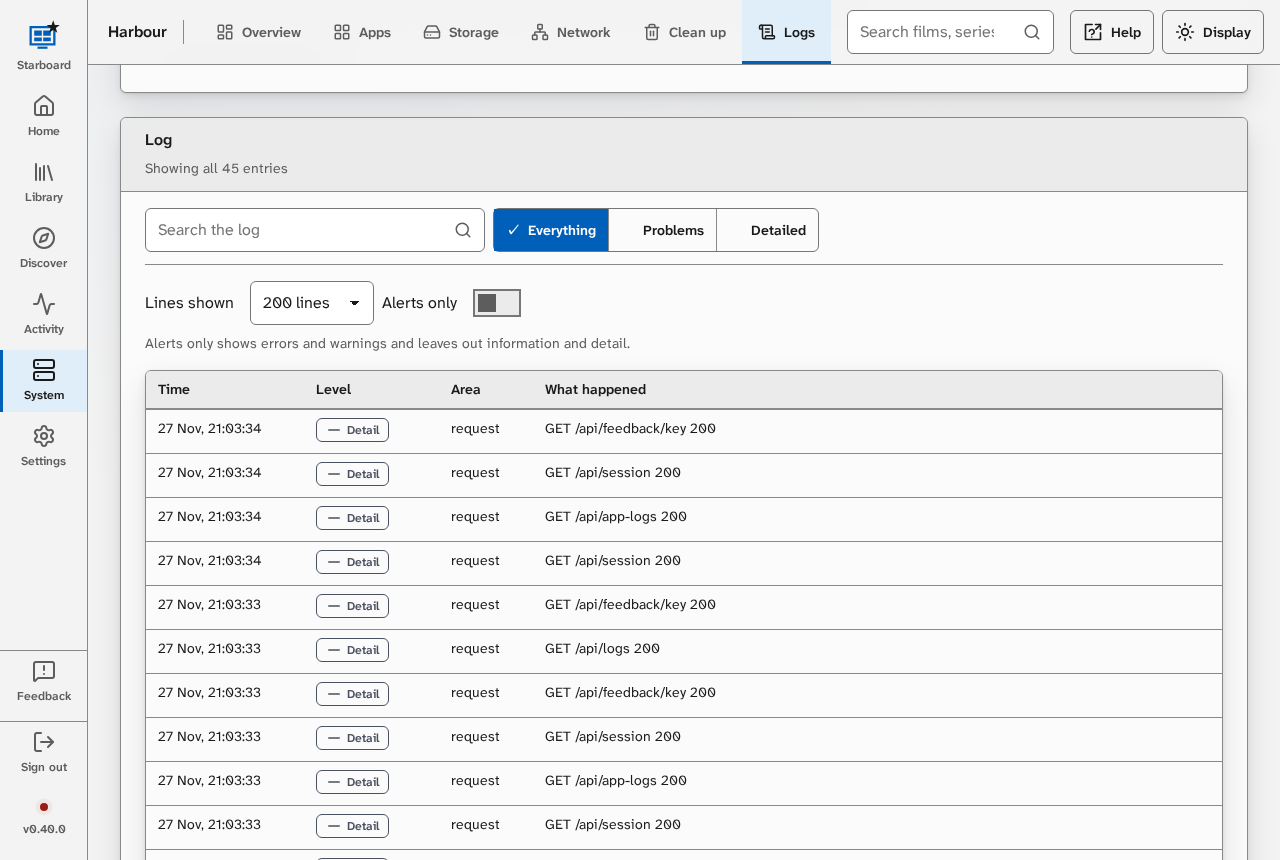 Starboard
Home
Library
Discover
Activity
System
Settings
Feedback
Sign out
v0.40.0
Harbour
Overview
Apps
Storage
Network
Clean up
Logs
Search films, series
Help
Display
Log
Showing all 45 entries
Search the log
✓ Everything
Problems
Detailed
Lines shown
200 lines
Alerts only
Alerts only shows errors and warnings and leaves out information and detail.
Time Level Area What happened
27 Nov, 21:03:34 — Detail request GET /api/feedback/key 200
27 Nov, 21:03:34 — Detail request GET /api/session 200
27 Nov, 21:03:34 — Detail request GET /api/app-logs 200
27 Nov, 21:03:34 — Detail request GET /api/session 200
27 Nov, 21:03:33 — Detail request GET /api/feedback/key 200
27 Nov, 21:03:33 — Detail request GET /api/logs 200
27 Nov, 21:03:33 — Detail request GET /api/feedback/key 200
27 Nov, 21:03:33 — Detail request GET /api/session 200
27 Nov, 21:03:33 — Detail request GET /api/app-logs 200
27 Nov, 21:03:33 — Detail request GET /api/session 200